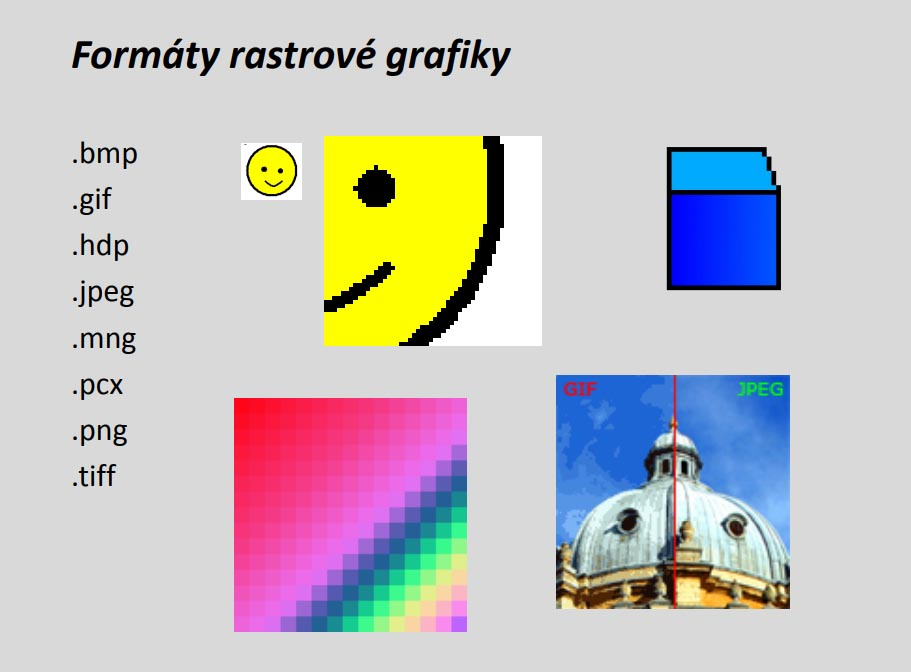 Formáty rastrové grafiky
.bmp
.gif
.hdp
.jpeg
.mng
.pcx
.png
.tiff
GIF
JPEG